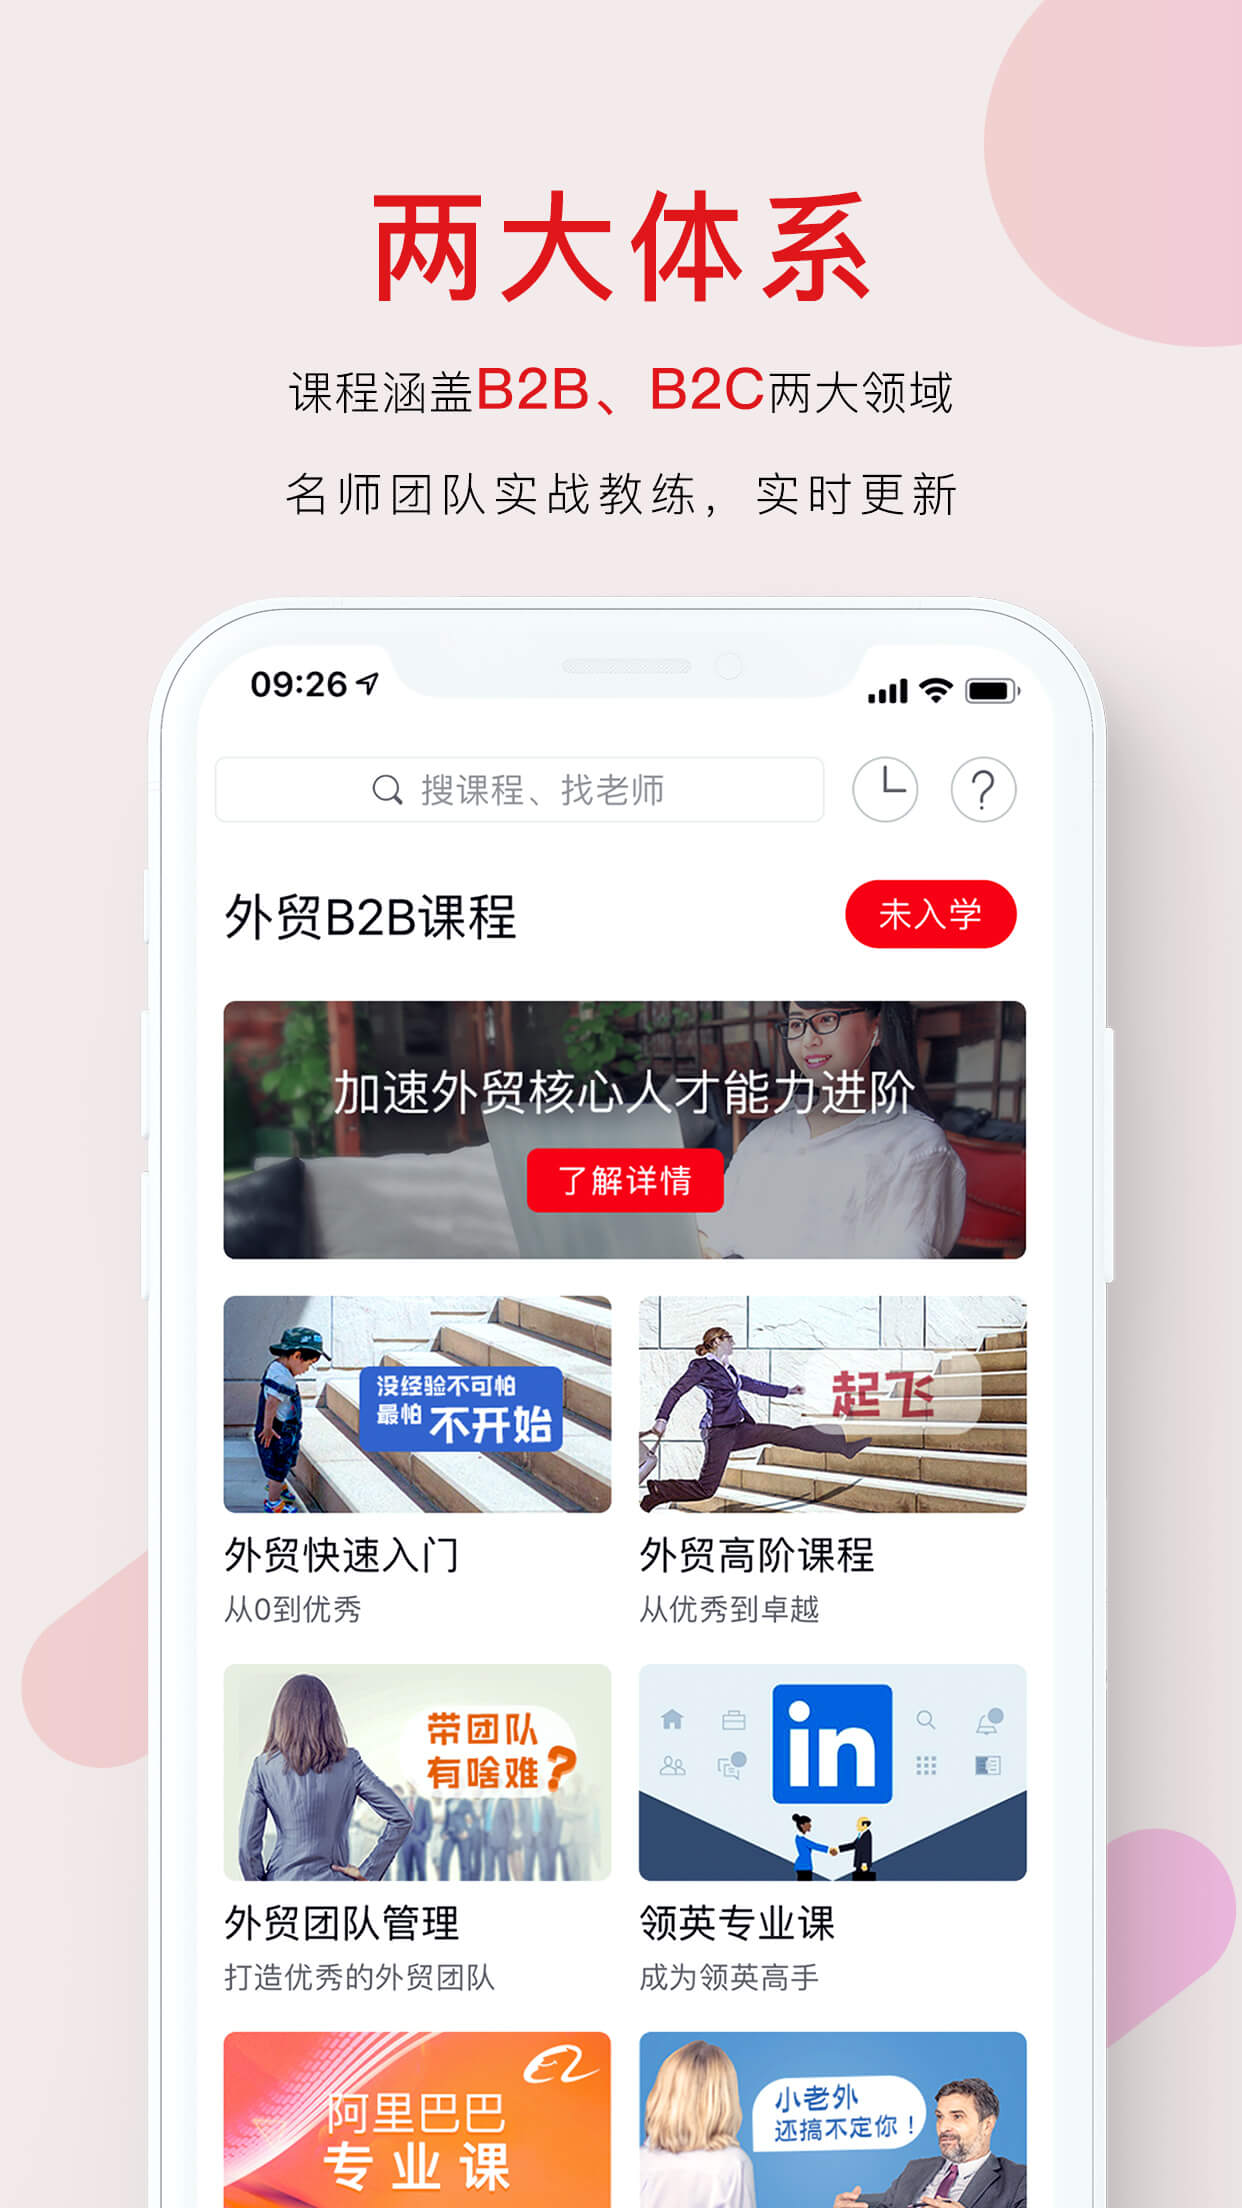 两大体系
课程涵盖B2B、B2C两大领域
名师团队实战教练，实时更新
09:26
搜课程、找老师
外贸B2B课程
未入学
加速外贸核心人才能力进阶
了解详情
没经验不可怕
最怕 不开始
起飞
外贸快速入门
从0到优秀
外贸高阶课程
从优秀到卓越
带团队
有啥难?
in
外贸团队管理
打造优秀的外贸团队
领英专业课
成为领英高手
阿里巴巴
专业课
小老外
还搞不定你！